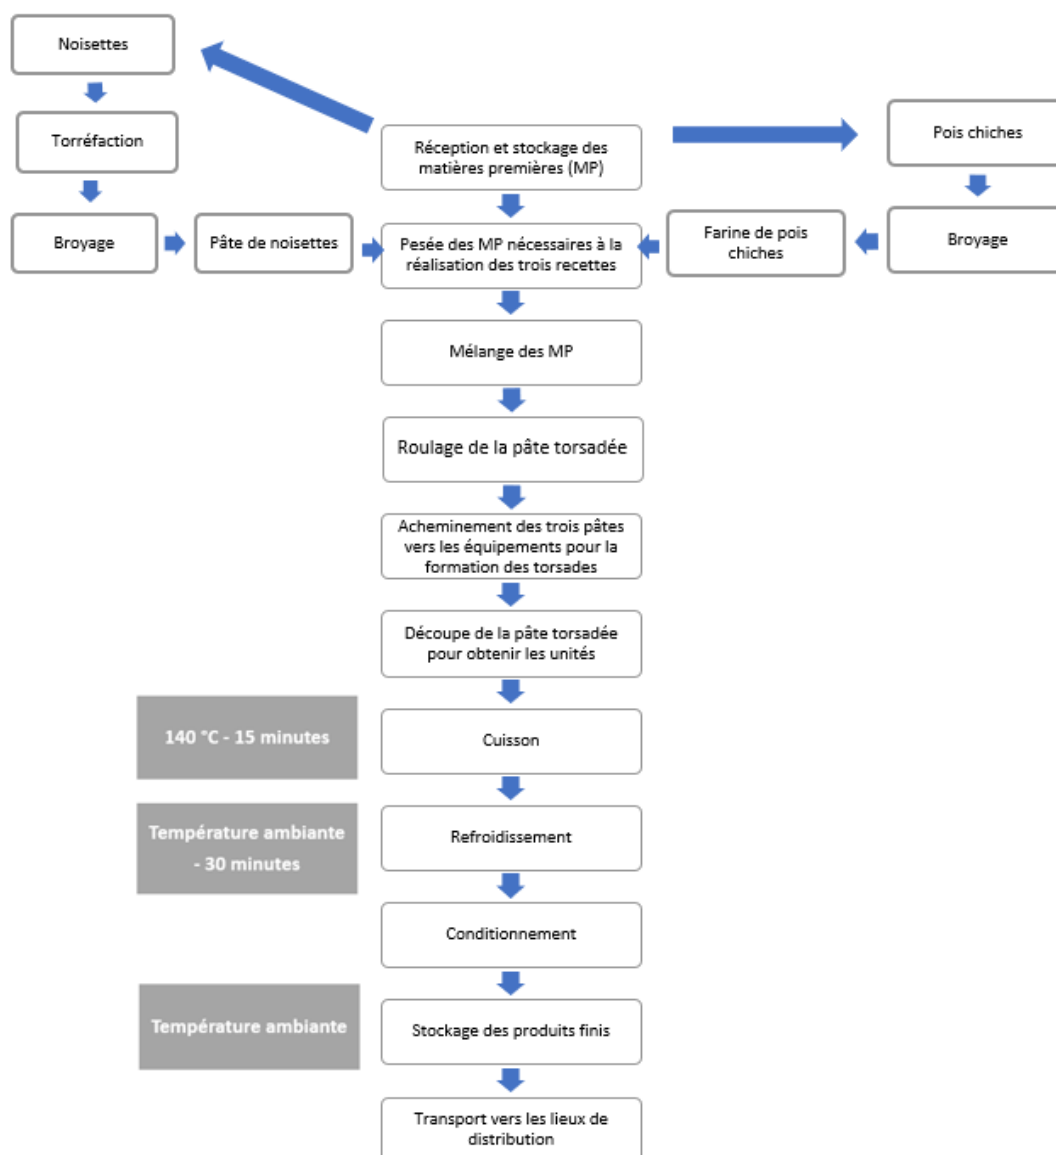 Noisettes
Torréfaction
Broyage
Pâte de noisettes
Réception et stockage des
matières premières (MP)
Pois chiches
Broyage
Farine de pois
chiches
Pesée des MP nécessaires à la
réalisation des trois recettes
Mélange des MP
Roulage de la pâte torsadée
Acheminement des trois pâtes
vers les équipements pour la
formation des torsades
Découpe de la pâte torsadée
pour obtenir les unités
140 °C - 15 minutes
Cuisson
Température ambiante
- 30 minutes
Refroidissement
Conditionnement
Température ambiante
Stockage des produits finis
Transport vers les lieux de
distribution